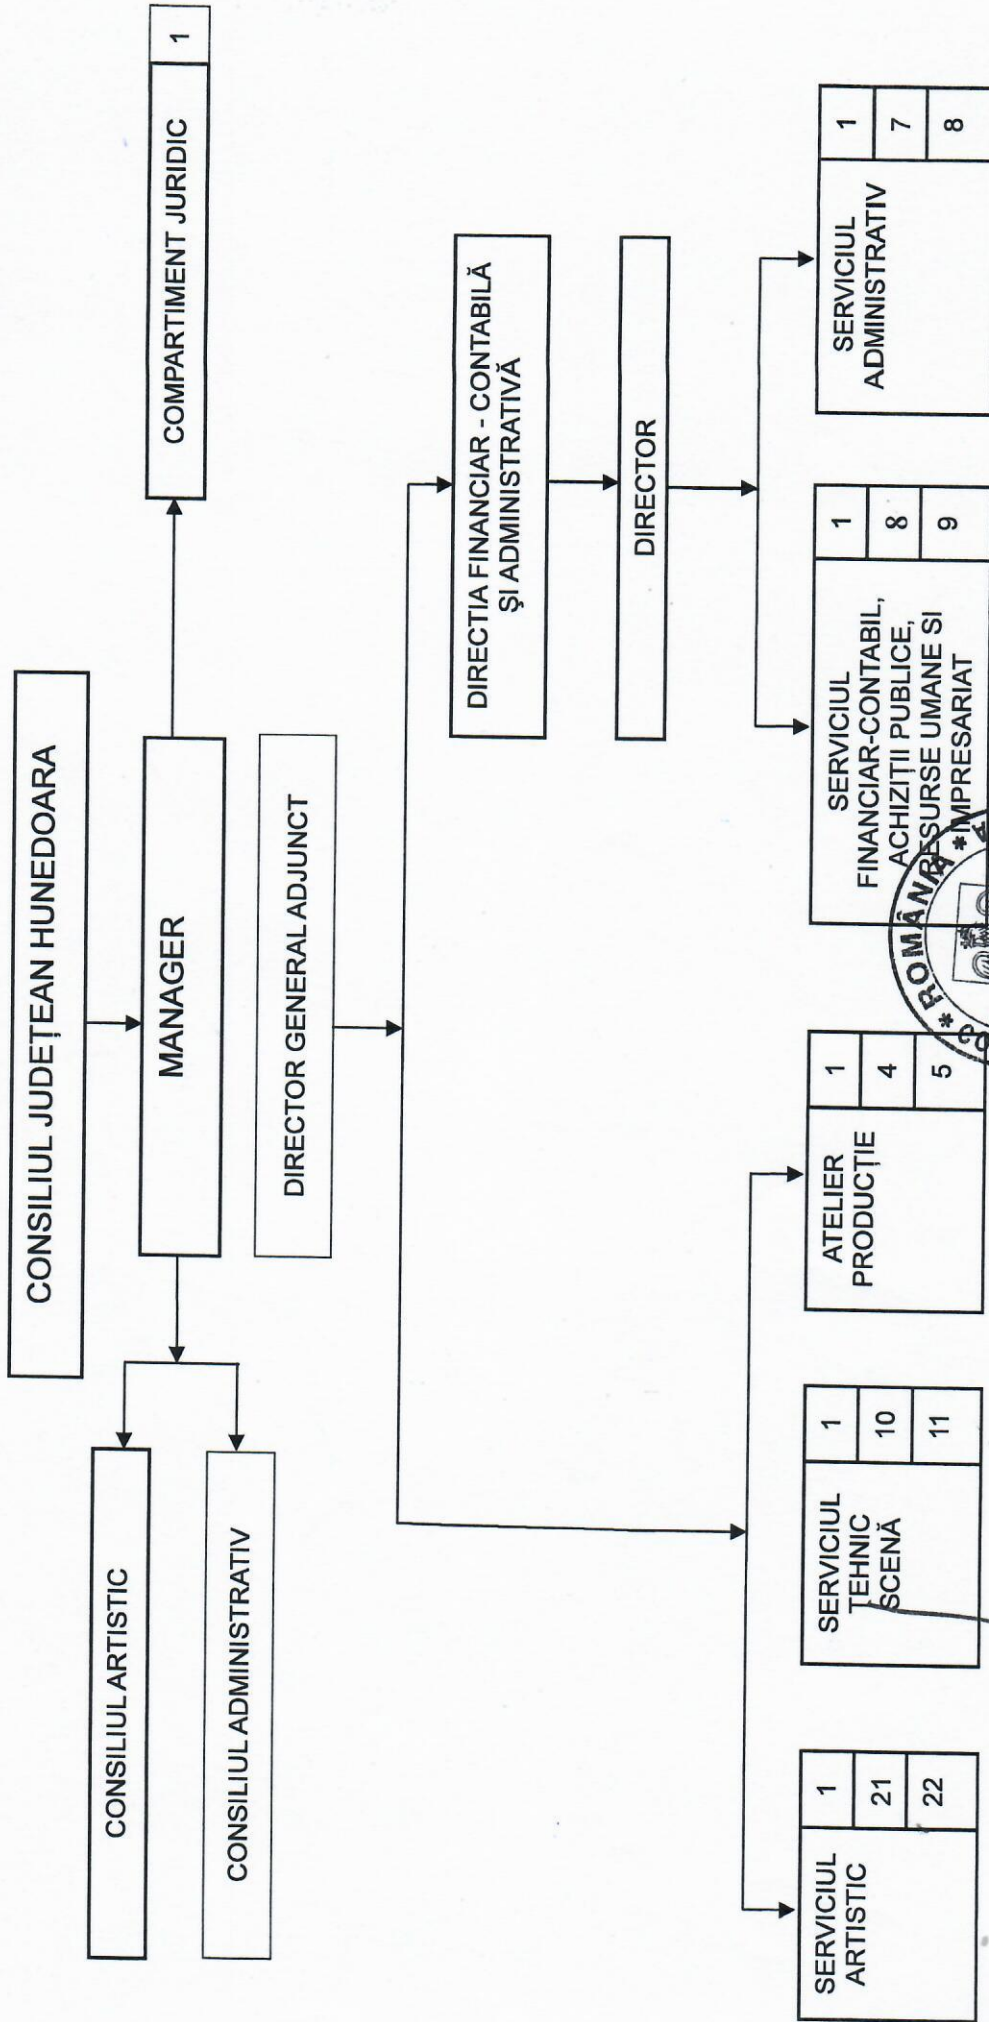 CONSILIUL JUDEȚEAN HUNEDOARA
MANAGER
COMPARTIMENT JURIDIC
1
CONSILIUL ARTISTIC
CONSILIUL ADMINISTRATIV
DIRECTOR GENERAL ADJUNCT
DIRECTIA FINANCIAR - CONTABILĂ
ȘI ADMINISTRATIVĂ
DIRECTOR
SERVICIUL
ARTISTIC
1
21
22
SERVICIUL
TEHNIC
SCENĂ
1
10
11
ATELIER
PRODUCȚIE
1
4
5
SERVICIUL
FINANCIAR-CONTABIL,
ACHIZIȚII PUBLICE,
RESURSE UMANE SI
IMPRESARIAT
1
8
9
SERVICIUL
ADMINISTRATIV
1
7
8
* ROMÂNIA *